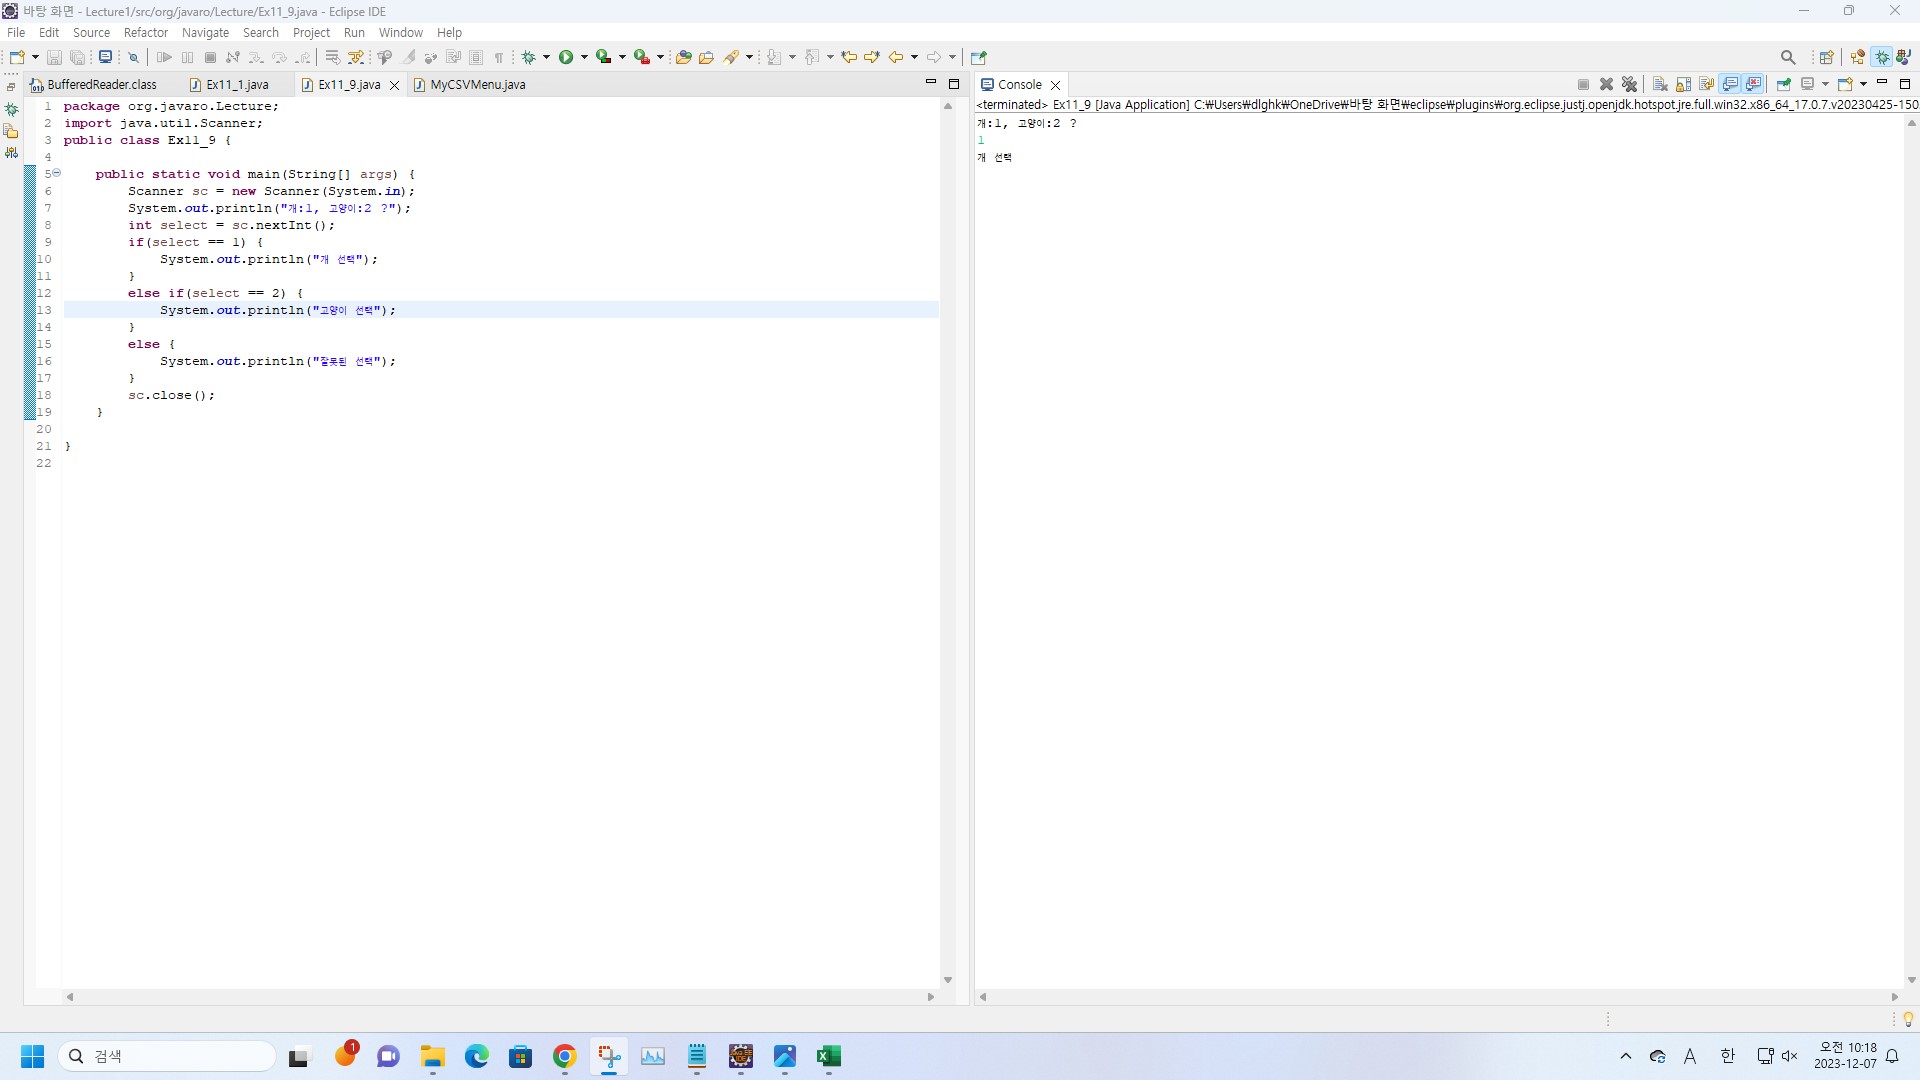 바탕 화면 - Lecture1/src/org/javaro/Lecture/Ex11_9.java - Eclipse IDE
File Edit Source Refactor Navigate Search Project Run Window Help
BufferedReader.class Ex11_1.java Ex11_9.java MyCSVMenu.java
1 package org.javaro.Lecture;
2 import java.util.Scanner;
3 public class Ex11_9 {
4
5 public static void main(String[] args) {
6 Scanner sc = new Scanner(System.in);
7 System.out.println("개:1, 고양이:2 ?");
8 int select = sc.nextInt();
9 if(select == 1) {
10 System.out.println("개 선택");
11 }
12 else if(select == 2) {
13 System.out.println("고양이 선택");
14 }
15 else {
16 System.out.println("잘못된 선택");
17 }
18 sc.close();
19 }
20
21 }
22
Console
<terminated> Ex11_9 [Java Application] C:₩Users₩dlghk₩OneDrive₩바탕 화면₩eclipse₩plugins₩org.eclipse.justj.openjdk.hotspot.jre.full.win32.x86_64_17.0.7.v20230425-150
개:1, 고양이:2 ?
1
개 선택
검색
1
A 한
오전 10:18
2023-12-07